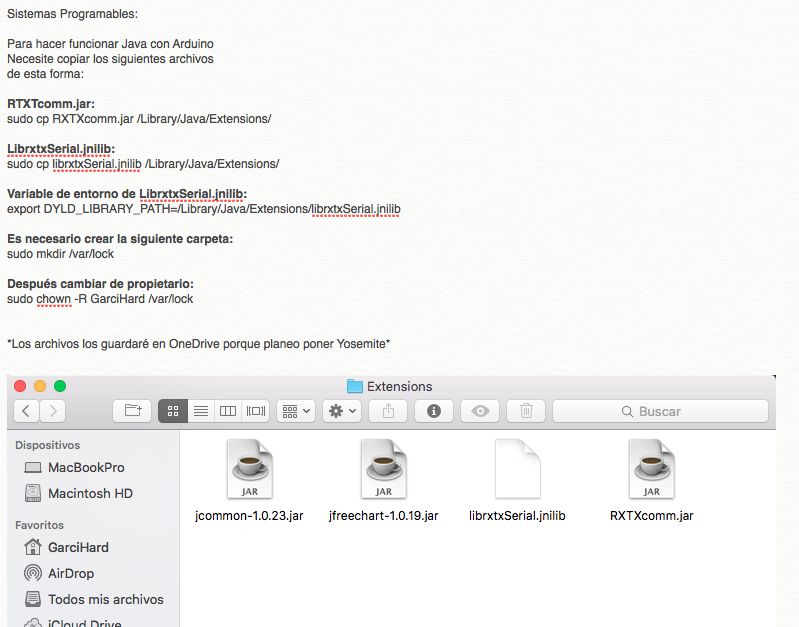 Sistemas Programables:
Para hacer funcionar Java con Arduino
Necesite copiar los siguientes archivos
de esta forma:
RTXTcomm.jar:
sudo cp RXTXcomm.jar /Library/Java/Extensions/
LibrxtxSerial.jnilib:
sudo cp librxtxSerial.jnilib /Library/Java/Extensions/
Variable de entorno de LibrxtxSerial.jnilib:
export DYLD_LIBRARY_PATH=/Library/Java/Extensions/librxtxSerial.jnilib
Es necesario crear la siguiente carpeta:
sudo mkdir /var/lock
Después cambiar de propietario:
sudo chown -R GarciHard /var/lock
*Los archivos los guardaré en OneDrive porque planeo poner Yosemite*
Extensions
Buscar
Dispositivos
MacBookPro
Macintosh HD
Favoritos
GarciHard
AirDrop
Todos mis archivos
iCloud Drive
JAR
JAR
JAR
jcommon-1.0.23.jar
jfreechart-1.0.19.jar
librxtxSerial.jnilib
RXTXcomm.jar